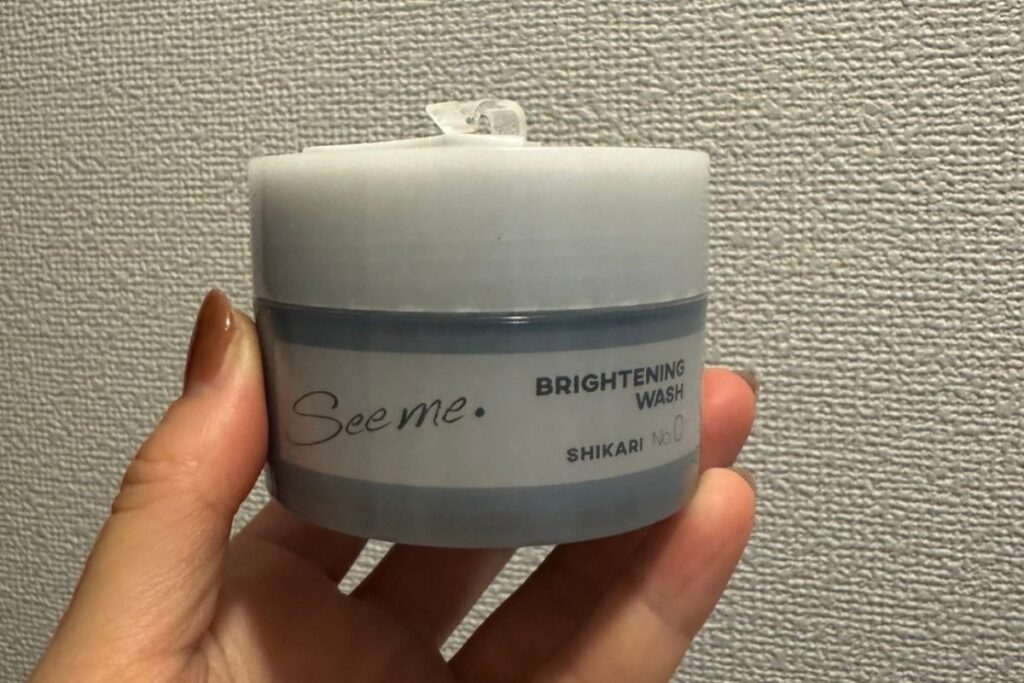 See me.
BRIGHTENING
WASH
SHIKARI No.0